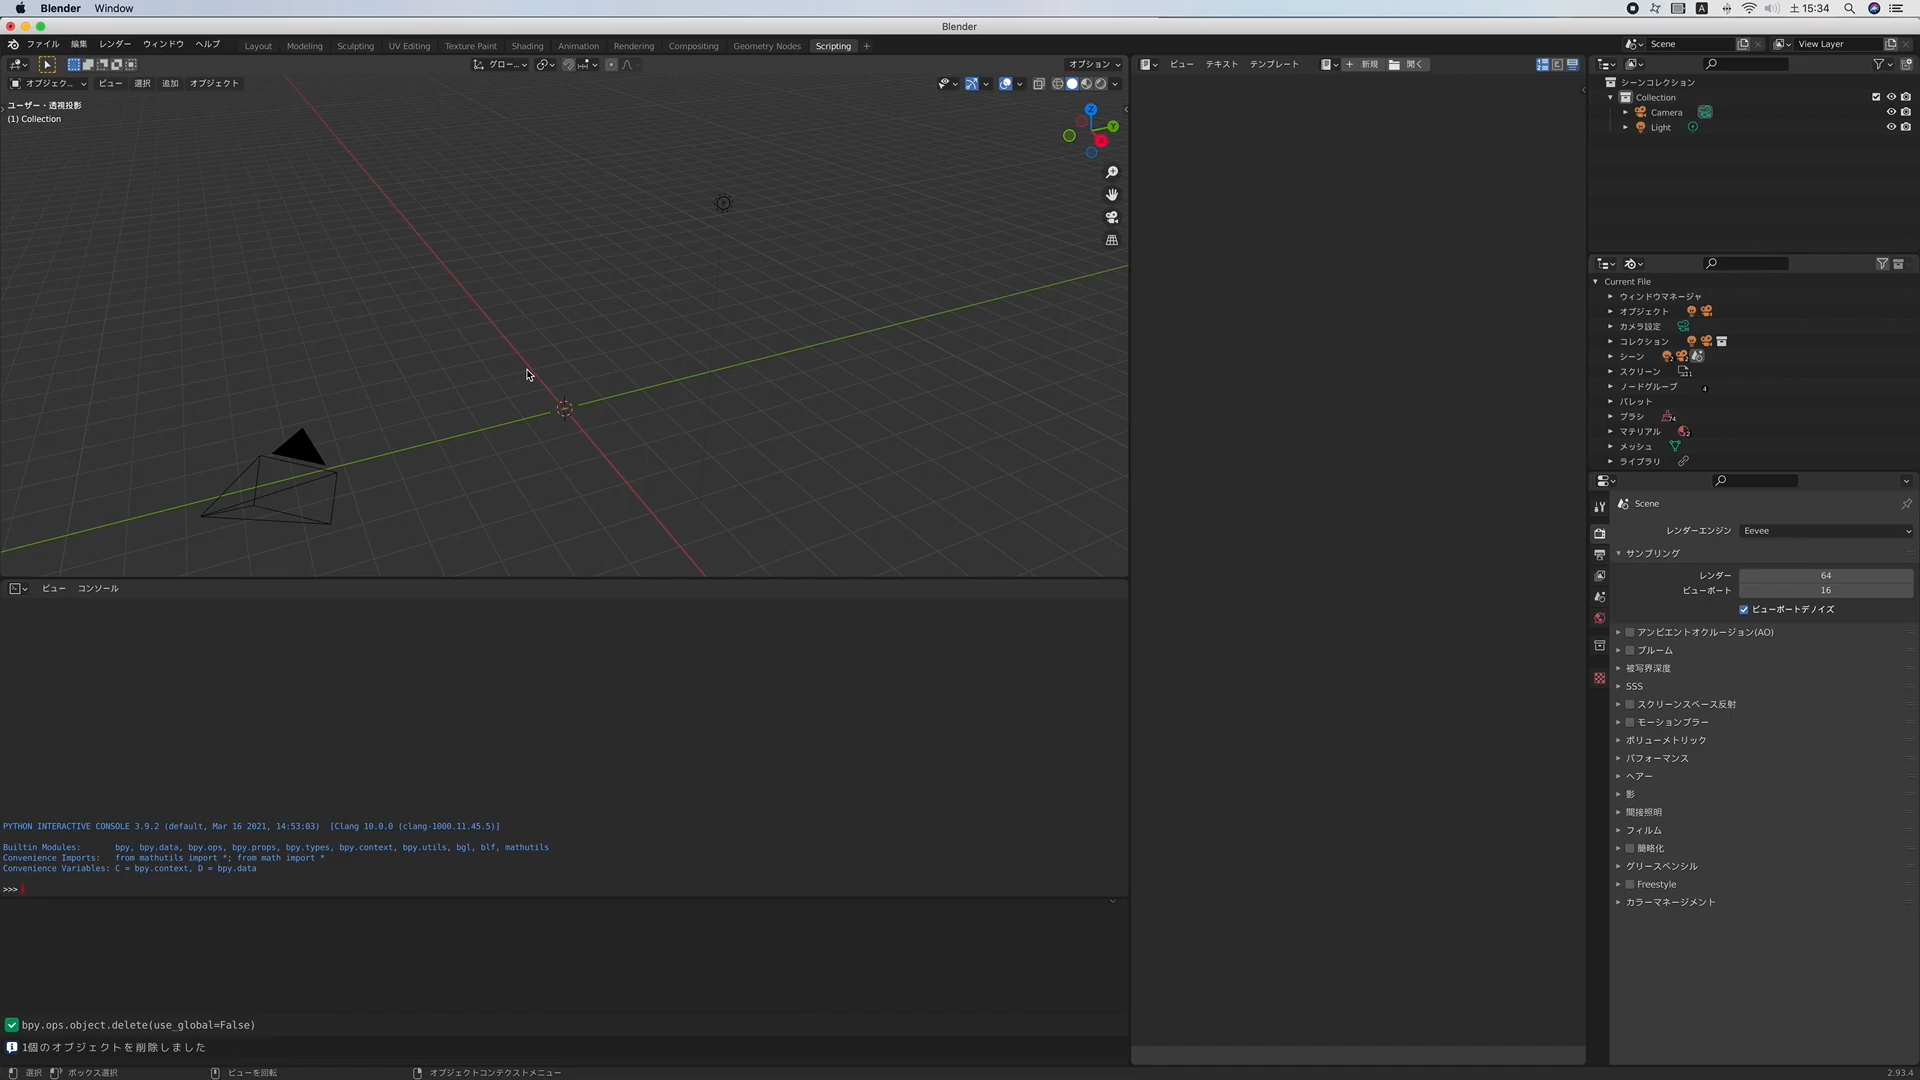 Blender Window
A 土 15:34
Blender
ファイル 編集 レンダー ウィンドウ ヘルプ Layout Modeling Sculpting UV Editing Texture Paint Shading Animation Rendering Compositing Geometry Nodes Scripting + Scene View Layer
グロー... オプション
オブジェク... ビュー 選択 追加 オブジェクト
ユーザー・透視投影
(1) Collection
Z
Y
X
ビュー コンソール
PYTHON INTERACTIVE CONSOLE 3.9.2 (default, Mar 16 2021, 14:53:03) [Clang 10.0.0 (clang-1000.11.45.5)]
Builtin Modules: bpy, bpy.data, bpy.ops, bpy.props, bpy.types, bpy.context, bpy.utils, bgl, blf, mathutils
Convenience Imports: from mathutils import *; from math import *
Convenience Variables: C = bpy.context, D = bpy.data
>>>
bpy.ops.object.delete(use_global=False)
1個のオブジェクトを削除しました
ビュー テキスト テンプレート + 新規 開く
シーンコレクション
Collection
Camera
Light
Current File
ウィンドウマネージャ
オブジェクト
カメラ設定
コレクション
シーン 2 2
スクリーン 11
ノードグループ 4
パレット
ブラシ 74
マテリアル 2
メッシュ
ライブラリ
Scene
レンダーエンジン Eevee
サンプリング
レンダー 64
ビューポート 16
ビューポートデノイズ
アンビエントオクルージョン(AO)
ブルーム
被写界深度
SSS
スクリーンスペース反射
モーションブラー
ボリューメトリック
パフォーマンス
ヘアー
影
間接照明
フィルム
簡略化
グリースペンシル
Freestyle
カラーマネージメント
選択 ボックス選択 ビューを回転 オブジェクトコンテクストメニュー 2.93.4